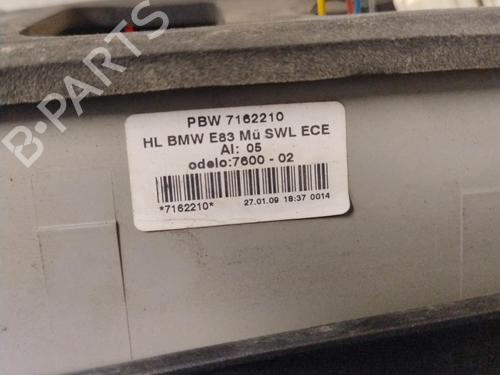 PBW 7162210
HL BMW E83 Mü SWL ECE
AI: 05
odelo:7600 - 02
*7162210* 27.01.09 18:37 0014
B-PARTS